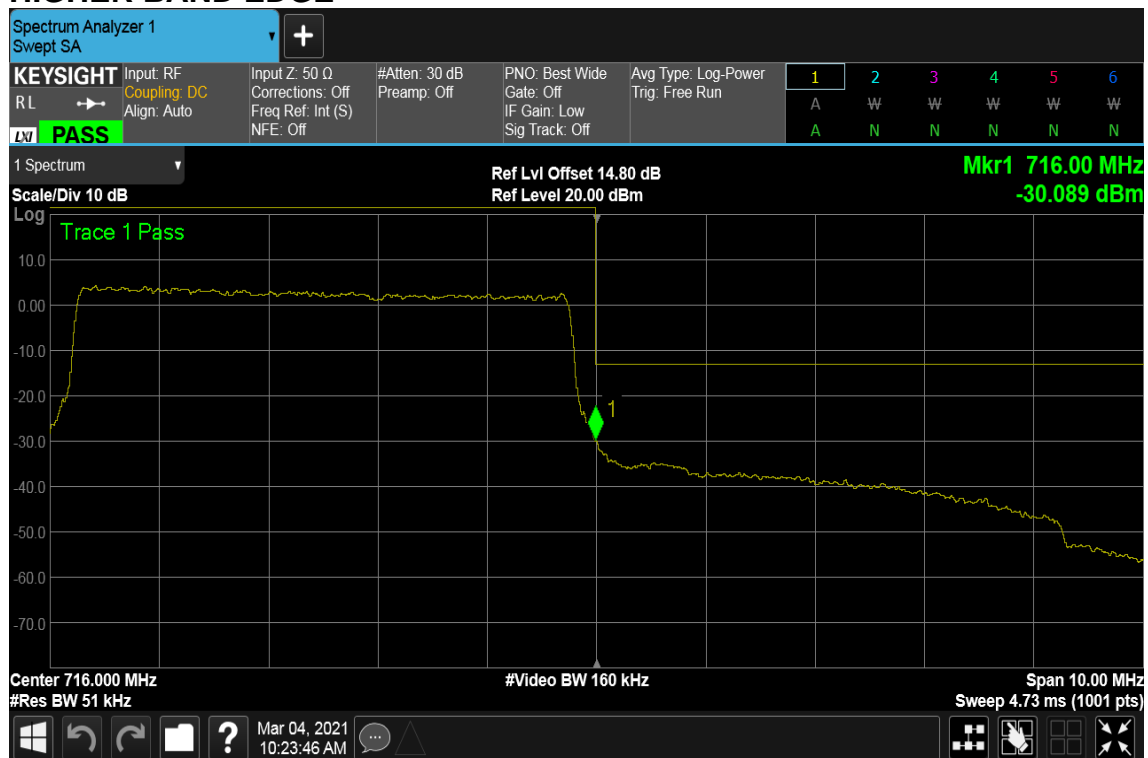 HIGHER BAND EDGE
Spectrum Analyzer 1
Swept SA
KEYSIGHT
R L
LXI PASS
Input: RF
Coupling: DC
Align: Auto
Input Z: 50 Ω
Corrections: Off
Freq Ref: Int (S)
NFE: Off
#Atten: 30 dB
Preamp: Off
PNO: Best Wide
Gate: Off
IF Gain: Low
Sig Track: Off
Avg Type: Log-Power
Trig: Free Run
1 2 3 4 5 6
A W W W W W
A N N N N N
1 Spectrum
Scale/Div 10 dB
Ref Lvl Offset 14.80 dB
Ref Level 20.00 dBm
Mkr1 716.00 MHz
-30.089 dBm
Log
Trace 1 Pass
10.0
0.00
-10.0
-20.0
1
-30.0
-40.0
-50.0
-60.0
-70.0
Center 716.000 MHz
#Video BW 160 kHz
Span 10.00 MHz
#Res BW 51 kHz
Sweep 4.73 ms (1001 pts)
?
Mar 04, 2021
10:23:46 AM